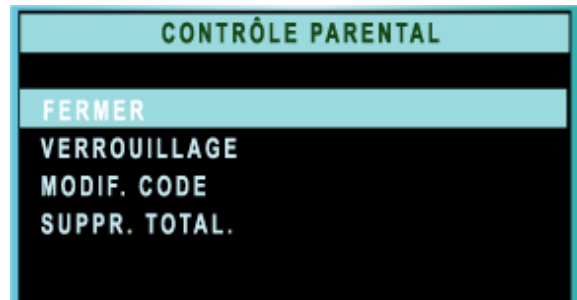 CONTRÔLE PARENTAL
FERMER
VERROUILLAGE
MODIF. CODE
SUPPR. TOTAL.